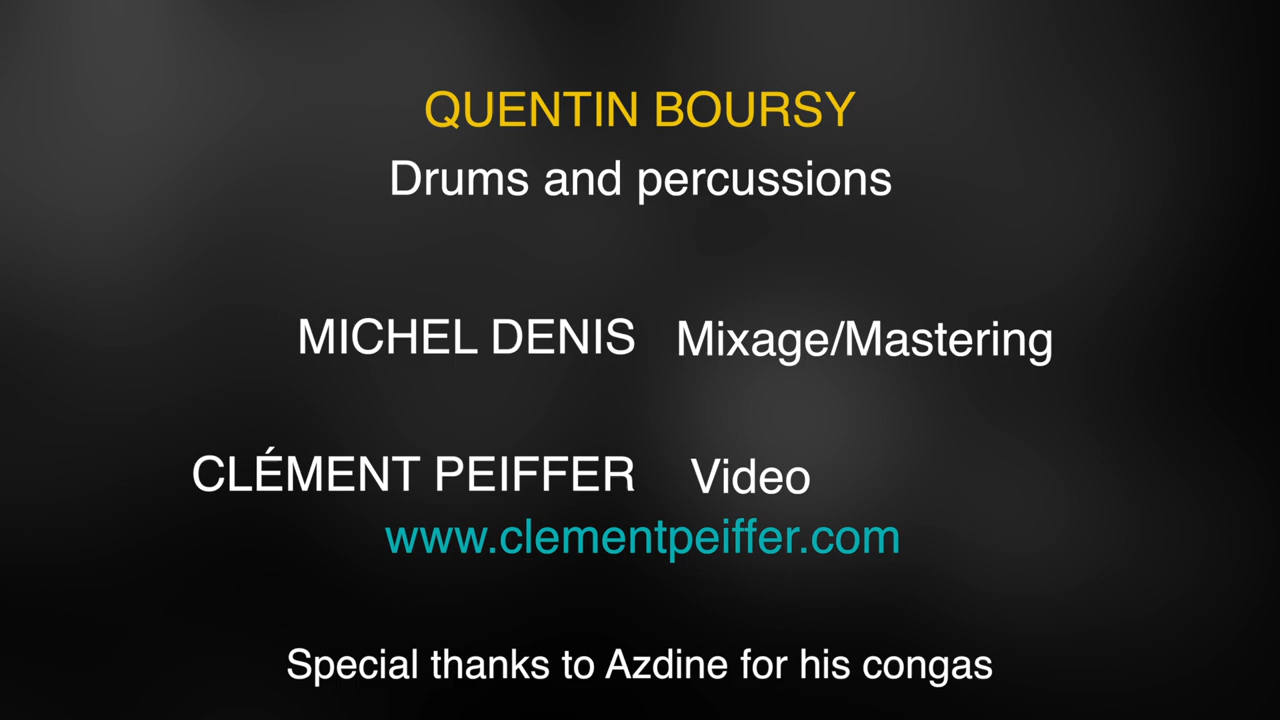 QUENTIN BOURSY
Drums and percussions
MICHEL DENIS Mixage/Mastering
CLÉMENT PEIFFER Video
www.clementpeiffer.com
Special thanks to Azdine for his congas